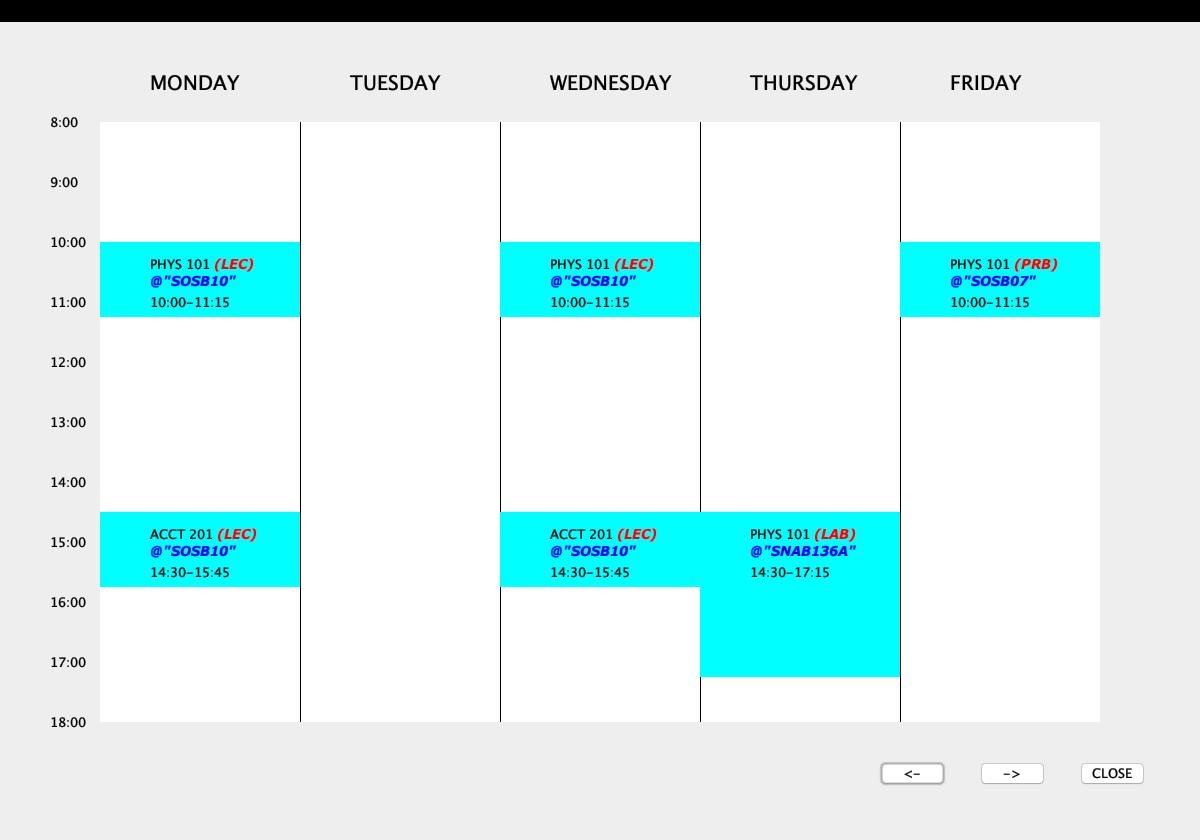 MONDAY TUESDAY WEDNESDAY THURSDAY FRIDAY
8:00
9:00
10:00
PHYS 101 (LEC) PHYS 101 (LEC) PHYS 101 (PRB)
@"SOSB10" @"SOSB10" @"SOSB07"
11:00 10:00-11:15 10:00-11:15 10:00-11:15
12:00
13:00
14:00
ACCT 201 (LEC) ACCT 201 (LEC) PHYS 101 (LAB)
15:00 @"SOSB10" @"SOSB10" @"SNAB136A"
14:30-15:45 14:30-15:45 14:30-17:15
16:00
17:00
18:00
<- -> CLOSE